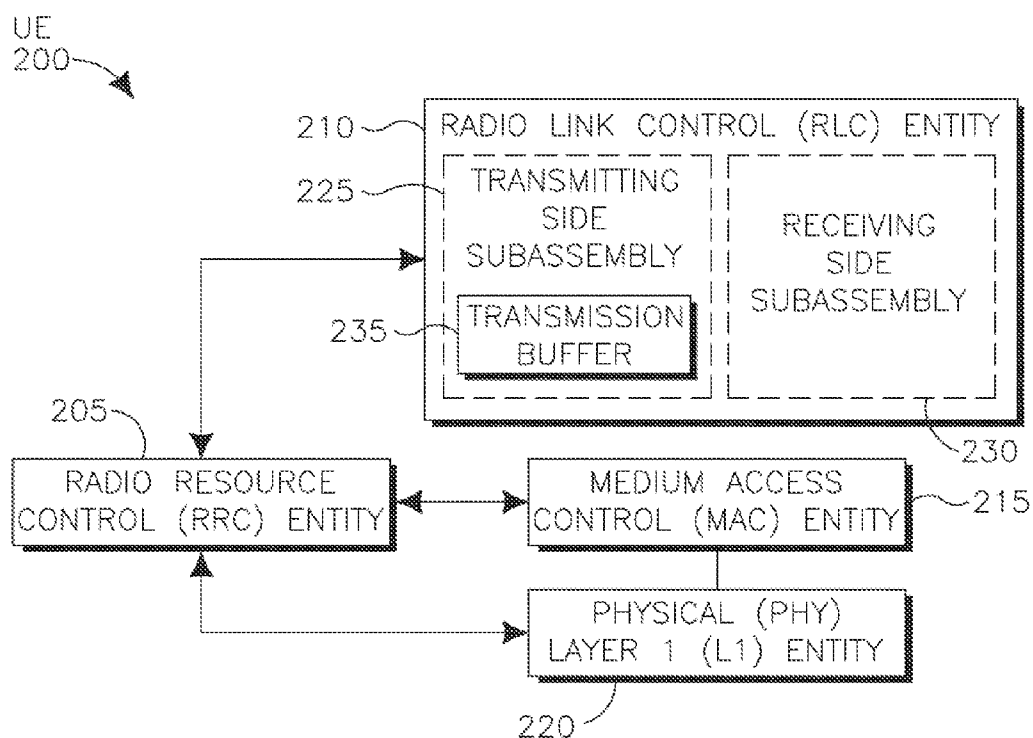 UE
200
210
RADIO LINK CONTROL (RLC) ENTITY
225
TRANSMITTING
SIDE
SUBASSEMBLY
RECEIVING
SIDE
SUBASSEMBLY
235
TRANSMISSION
BUFFER
230
205
RADIO RESOURCE
CONTROL (RRC) ENTITY
MEDIUM ACCESS
CONTROL (MAC) ENTITY
215
PHYSICAL (PHY)
LAYER 1 (L1) ENTITY
220